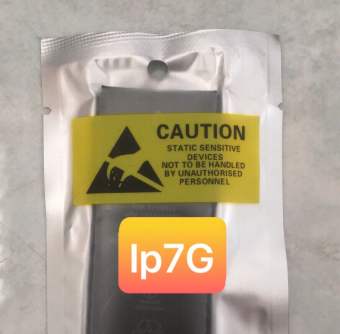 CAUTION
STATIC SENSITIVE
DEVICES
NOT TO BE HANDLED
BY UNAUTHORISED
PERSONNEL
Ip7G